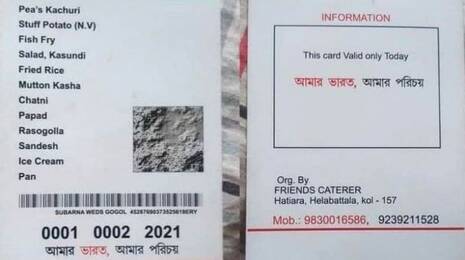 Pea's Kachuri
Stuff Potato (N.V)
Fish Fry
Salad, Kasundi
Fried Rice
Mutton Kasha
Chatni
Papad
Rasogolla
Sandesh
Ice Cream
Pan
SUBARNA WEDS GOGOL 45267890373525619ERY
0001 0002 2021
আমার ভারত, আমার পরিচয়
INFORMATION
This card Valid only Today
আমার ভারত, আমার পরিচয়
Org. By
FRIENDS CATERER
Hatiara, Helabattala, kol - 157
Mob.: 9830016586, 9239211528